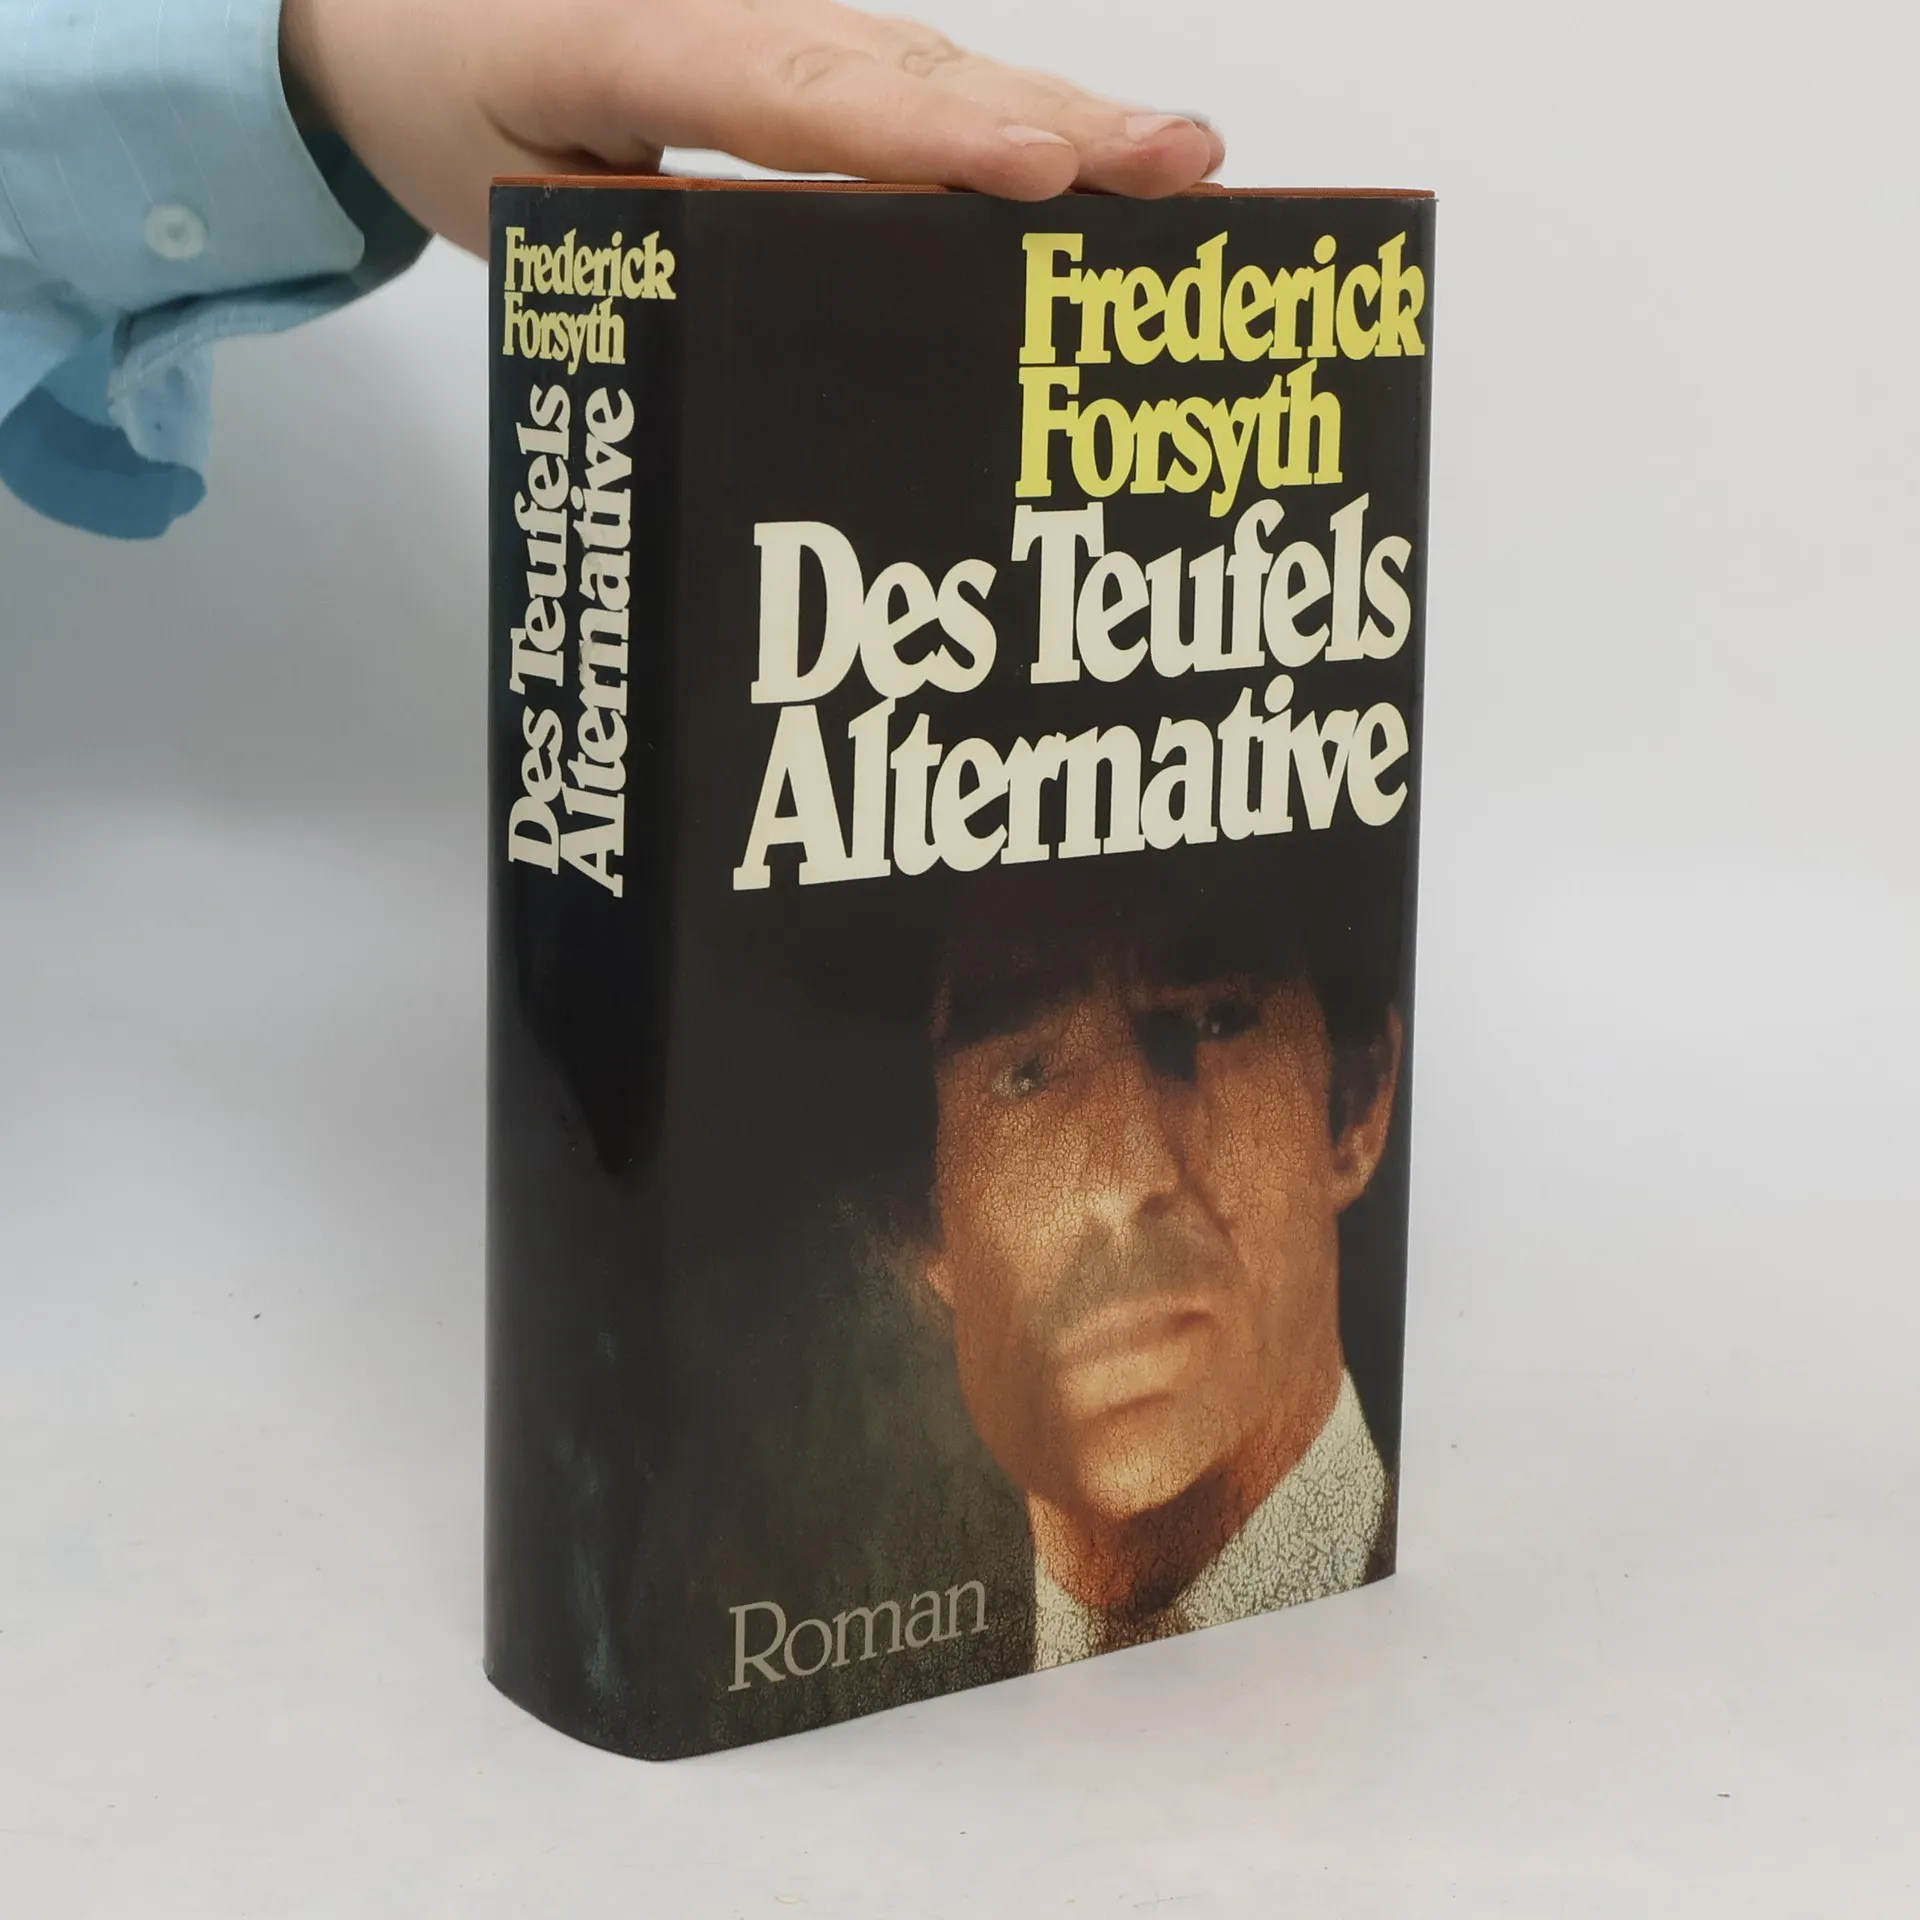 Frederick
Forsyth
Des Teufels
Alternative
Frederick
Forsyth
Des Teufels
Alternative
Roman